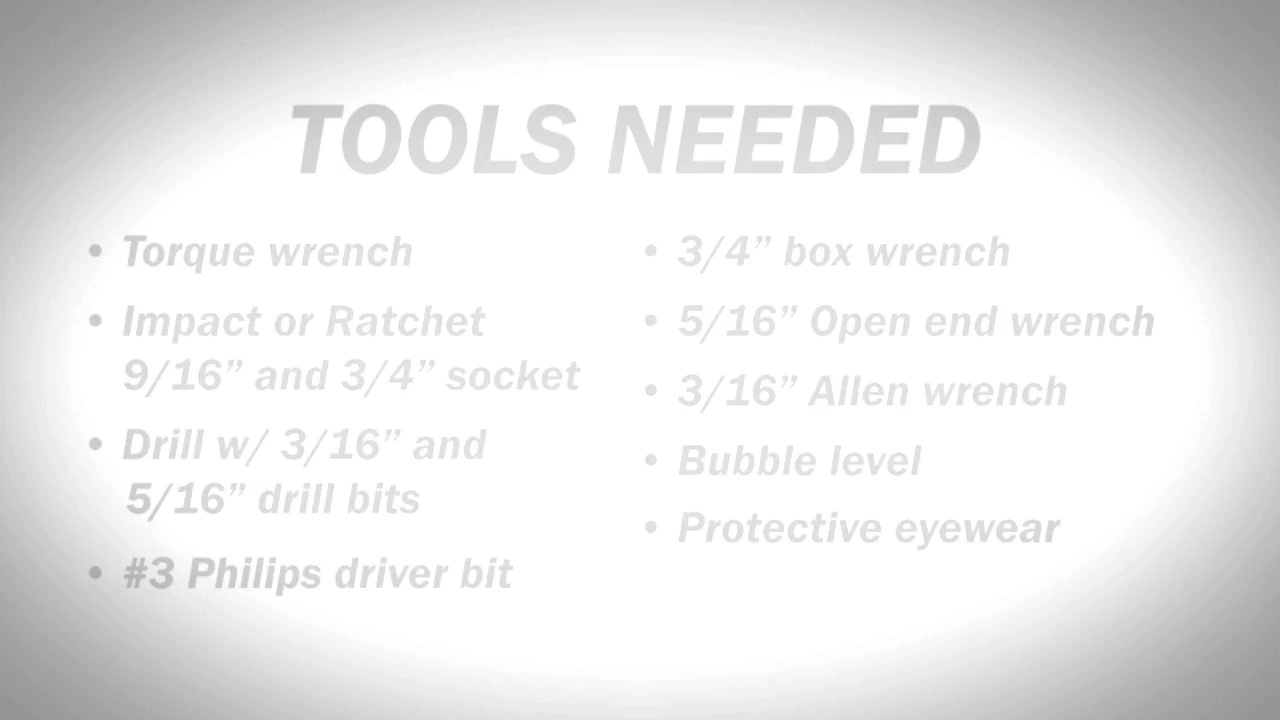 TOOLS NEEDED
• Torque wrench
• Impact or Ratchet
9/16” and 3/4” socket
• Drill w/ 3/16” and
5/16” drill bits
• #3 Philips driver bit
• 3/4” box wrench
• 5/16” Open end wrench
• 3/16” Allen wrench
• Bubble level
• Protective eyewear